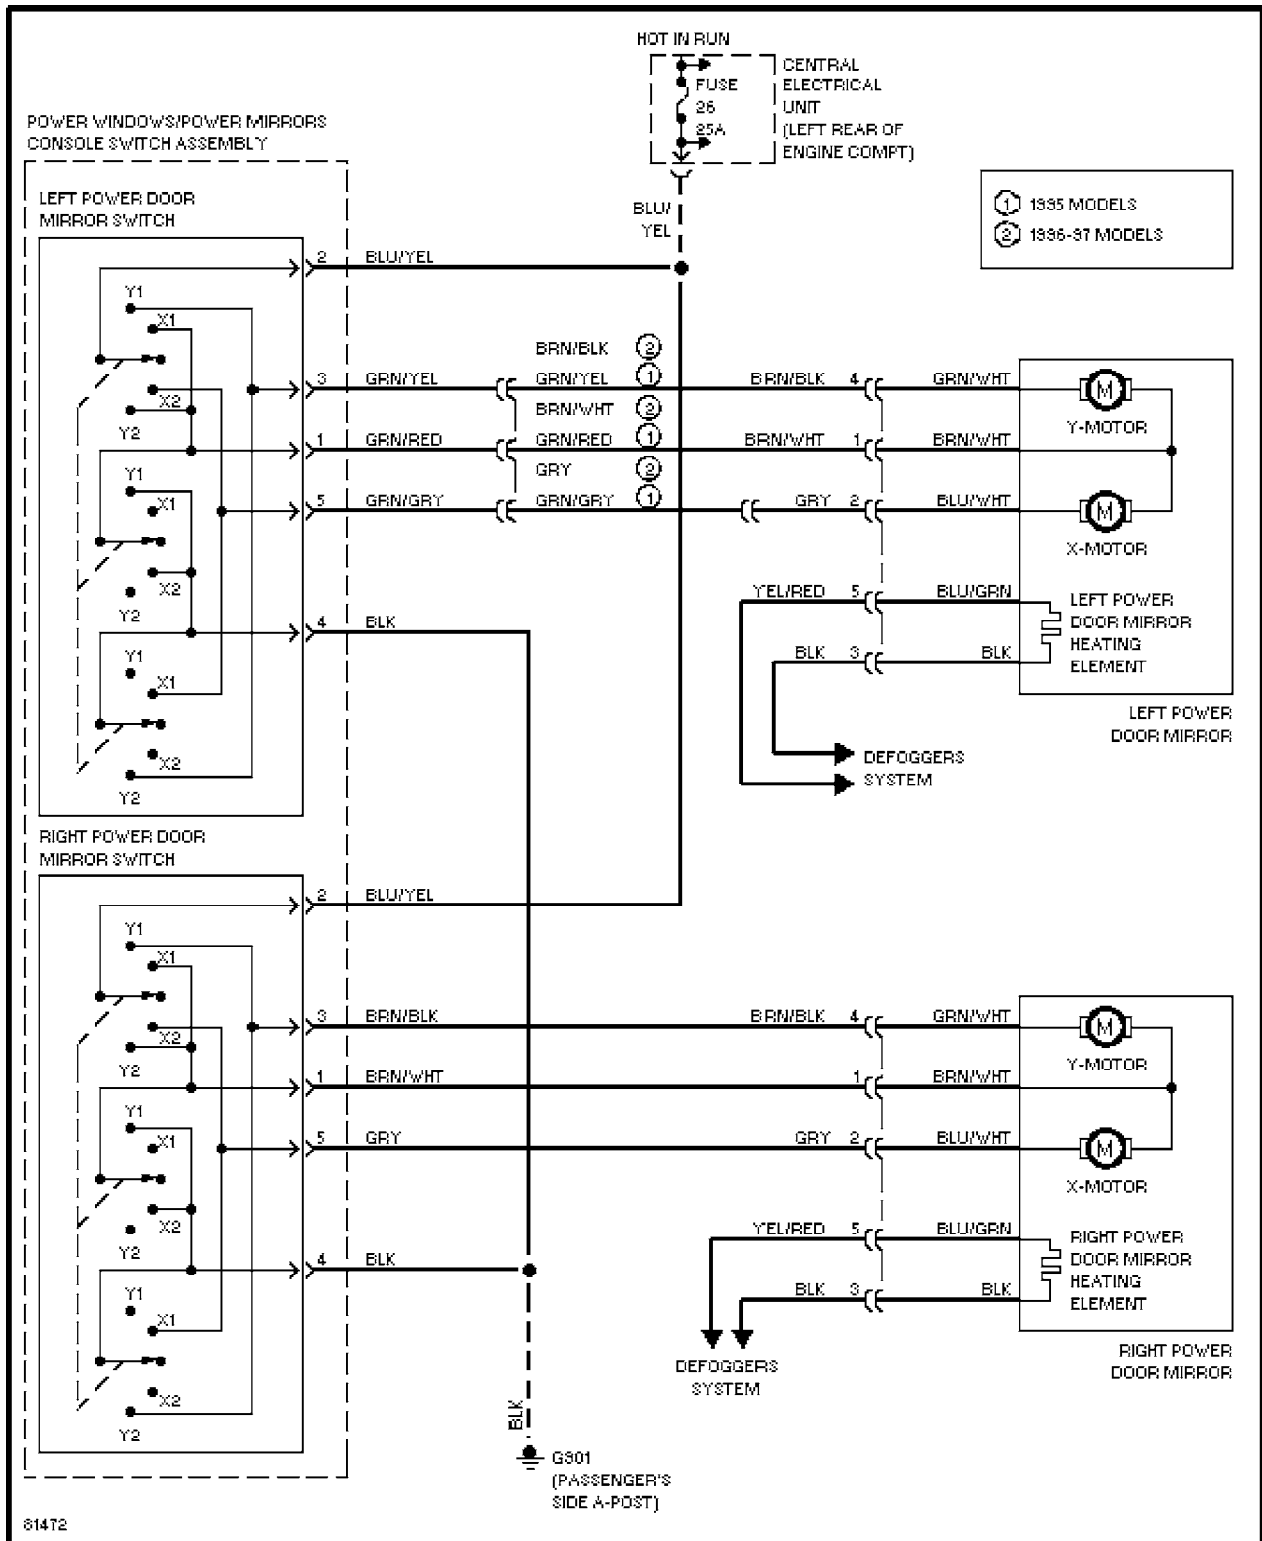 HOT IN RUN
CENTRAL
ELECTRICAL
UNIT
(LEFT REAR OF
ENGINE COMPT)
FUSE
26
25A
POWER WINDOWS/POWER MIRRORS
CONSOLE SWITCH ASSEMBLY
LEFT POWER DOOR
MIRROR SWITCH
BLU/
YEL
1 1995 MODELS
2 1996-97 MODELS
2 BLU/YEL
Y1
X1
X2
Y2
BRN/BLK 2
3 GRN/YEL GRN/YEL 1 BRN/BLK 4 GRN/WHT
M
Y-MOTOR
BRN/WHT 2
1 GRN/RED GRN/RED 1 BRN/WHT 1 BRN/WHT
GRY 2
5 GRN/GRY GRN/GRY 1 GRY 2 BLU/WHT
M
X-MOTOR
Y1
X1
X2
Y2
YEL/RED 5 BLU/GRN
BLK 3 BLK
LEFT POWER
DOOR MIRROR
HEATING
ELEMENT
4 BLK
Y1
X1
X2
Y2
LEFT POWER
DOOR MIRROR
DEFOGGERS
SYSTEM
RIGHT POWER DOOR
MIRROR SWITCH
2 BLU/YEL
Y1
X1
X2
Y2
3 BRN/BLK BRN/BLK 4 GRN/WHT
M
Y-MOTOR
1 BRN/WHT 1 BRN/WHT
5 GRY GRY 2 BLU/WHT
M
X-MOTOR
Y1
X1
X2
Y2
YEL/RED 5 BLU/GRN
BLK 3 BLK
RIGHT POWER
DOOR MIRROR
HEATING
ELEMENT
4 BLK
Y1
X1
X2
Y2
RIGHT POWER
DOOR MIRROR
DEFOGGERS
SYSTEM
BLK
G301
(PASSENGER'S
SIDE A-POST)
81472